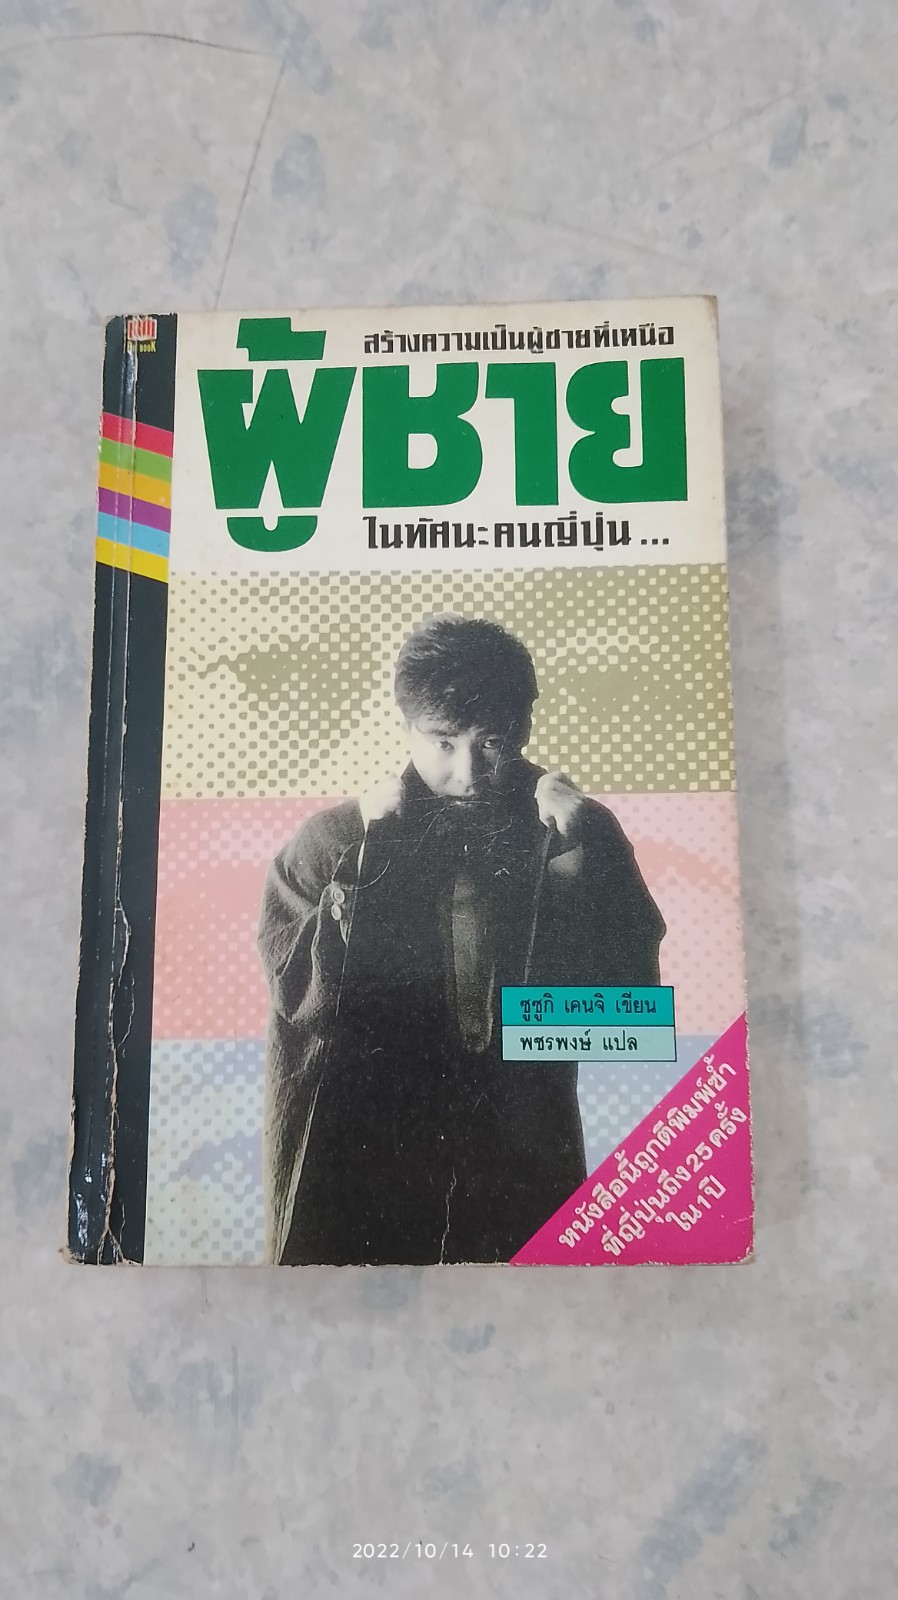 สร้างความเป็นผู้ชายที่เหนือ
ผู้ชาย
ในทัศนะคนญี่ปุ่น...
ซูซูกิ เคนจิ เขียน
พชรพงษ์ แปล
หนังสือนี้ถูกตีพิมพ์ซ้ำ
ที่ญี่ปุ่นถึง 25 ครั้ง
ใน 1 ปี
2022/10/14 10:22